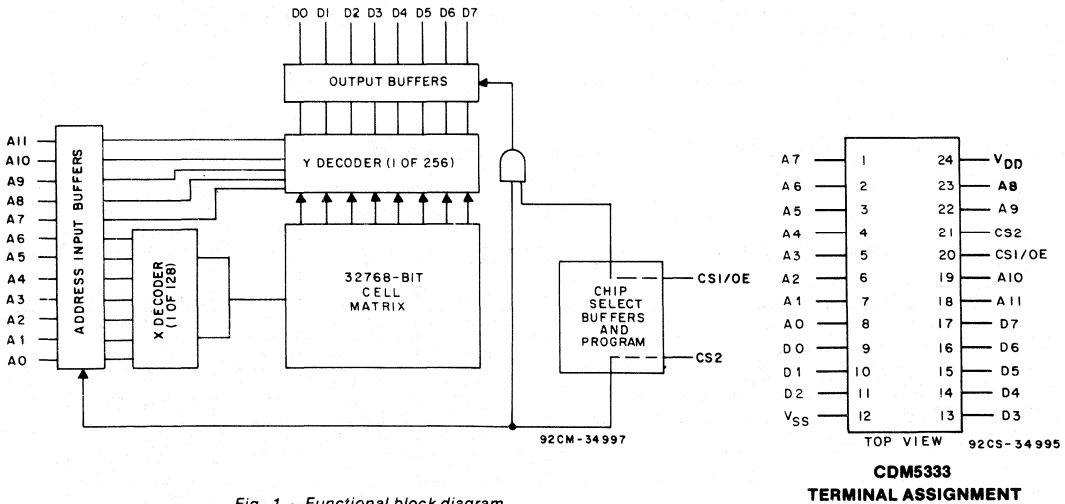 D0 D1 D2 D3 D4 D5 D6 D7
OUTPUT BUFFERS
Y DECODER (1 OF 256)
ADDRESS INPUT BUFFERS
A11
A10
A9
A8
A7
A6
A5
A4
A3
A2
A1
A0
X DECODER
(1 OF 128)
32768-BIT
CELL
MATRIX
CHIP
SELECT
BUFFERS
AND
PROGRAM
CS1/OE
CS2
92CM-34997
Fig. 1 - Functional block diagram
A7 1 24 VDD
A6 2 23 A8
A5 3 22 A9
A4 4 21 CS2
A3 5 20 CS1/OE
A2 6 19 A10
A1 7 18 A11
A0 8 17 D7
D0 9 16 D6
D1 10 15 D5
D2 11 14 D4
VSS 12 13 D3
TOP VIEW
92CS-34995
CDM5333
TERMINAL ASSIGNMENT